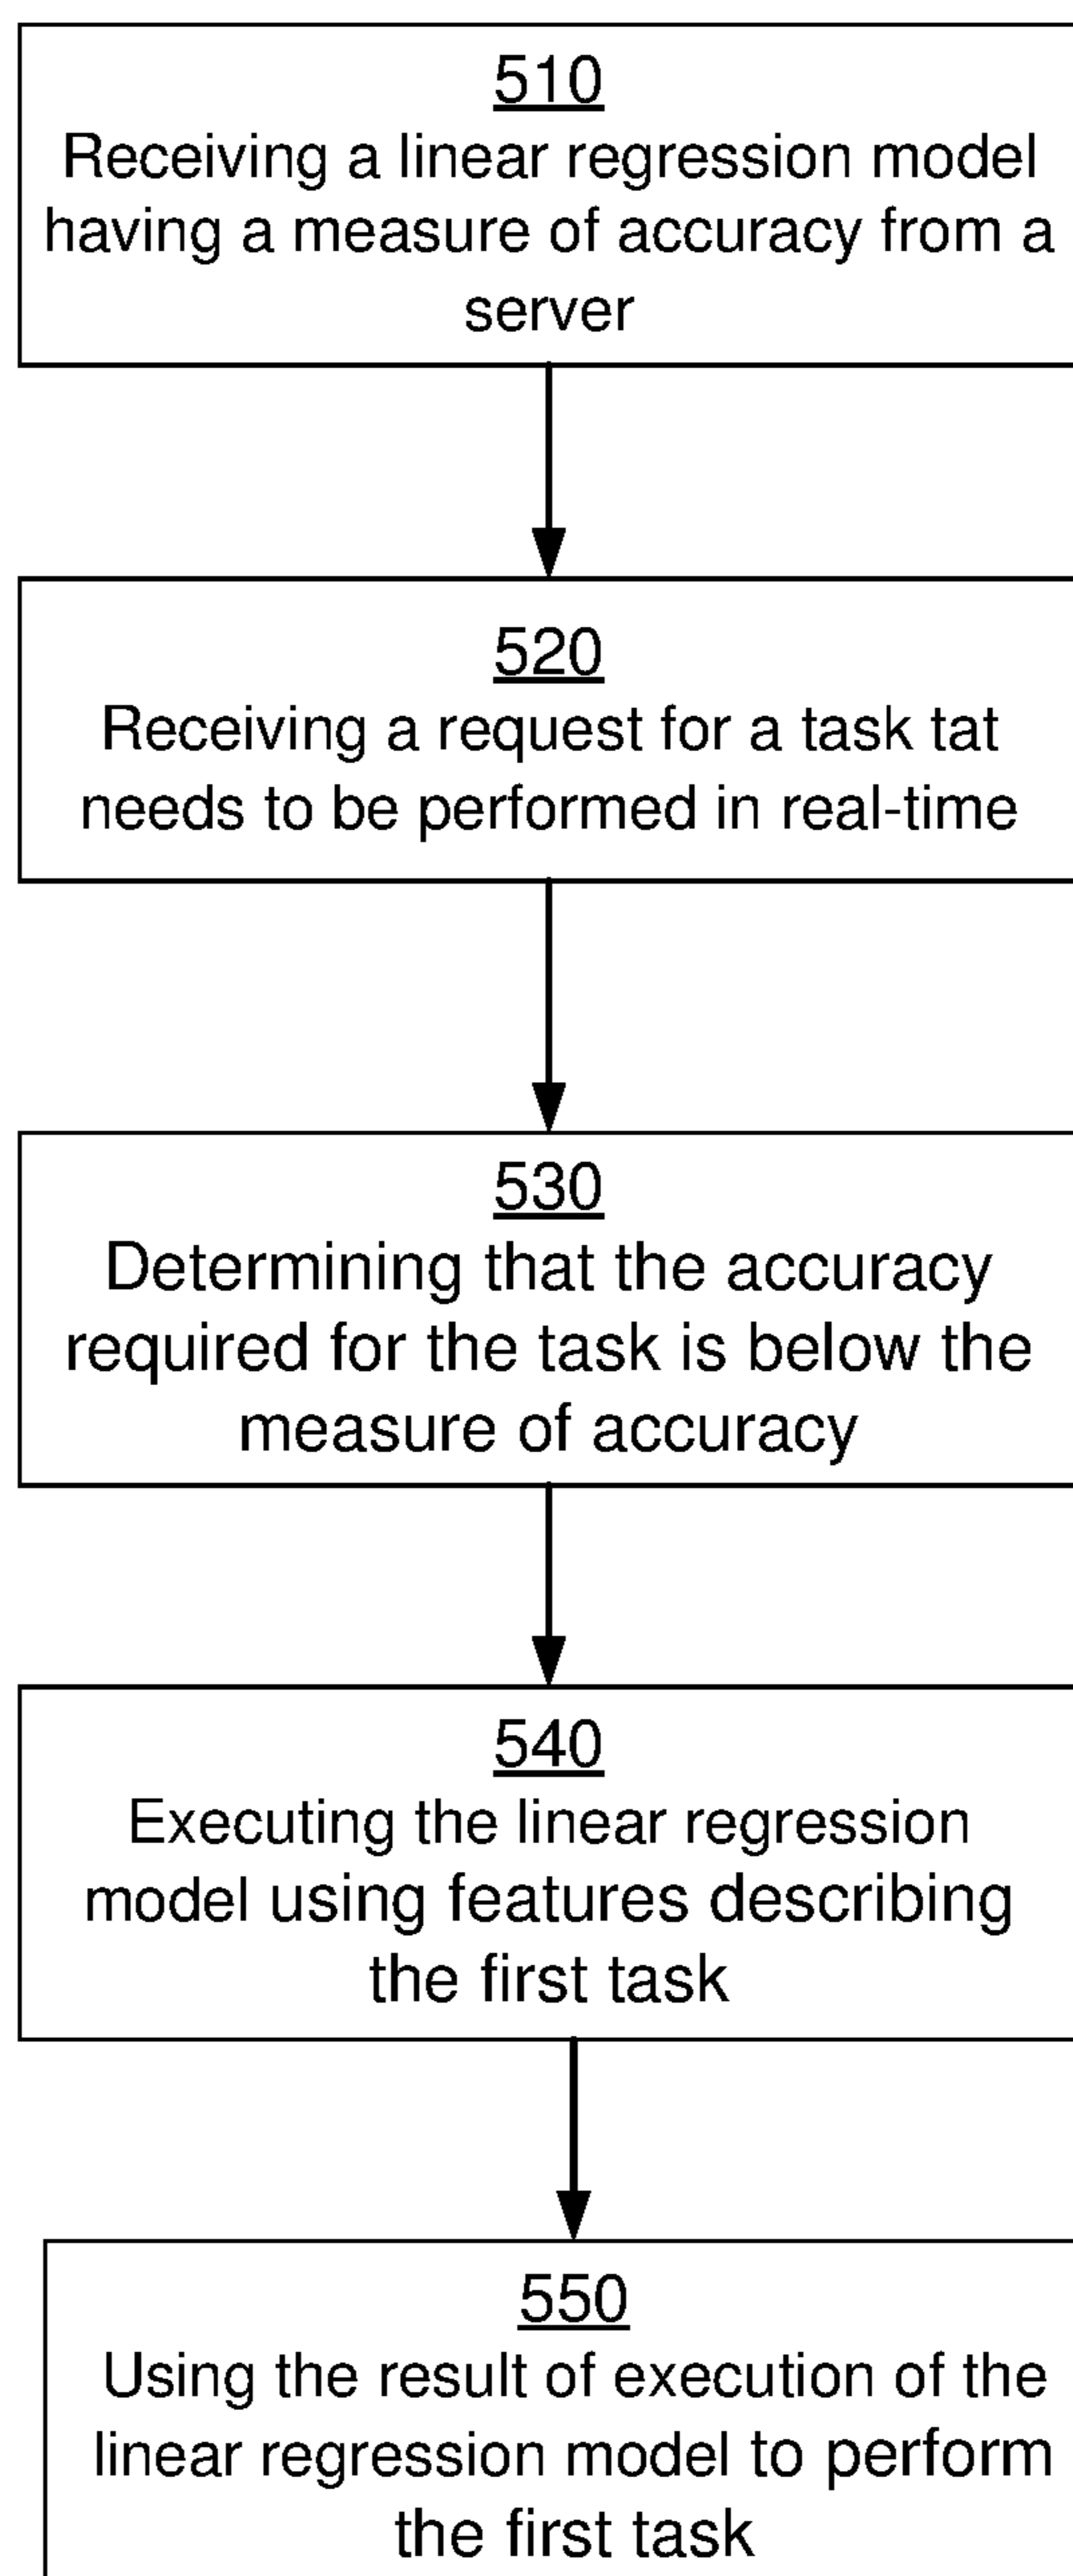 510
Receiving a linear regression model
having a measure of accuracy from a
server
520
Receiving a request for a task tat
needs to be performed in real-time
530
Determining that the accuracy
required for the task is below the
measure of accuracy
540
Executing the linear regression
model using features describing
the first task
550
Using the result of execution of the
linear regression model to perform
the first task